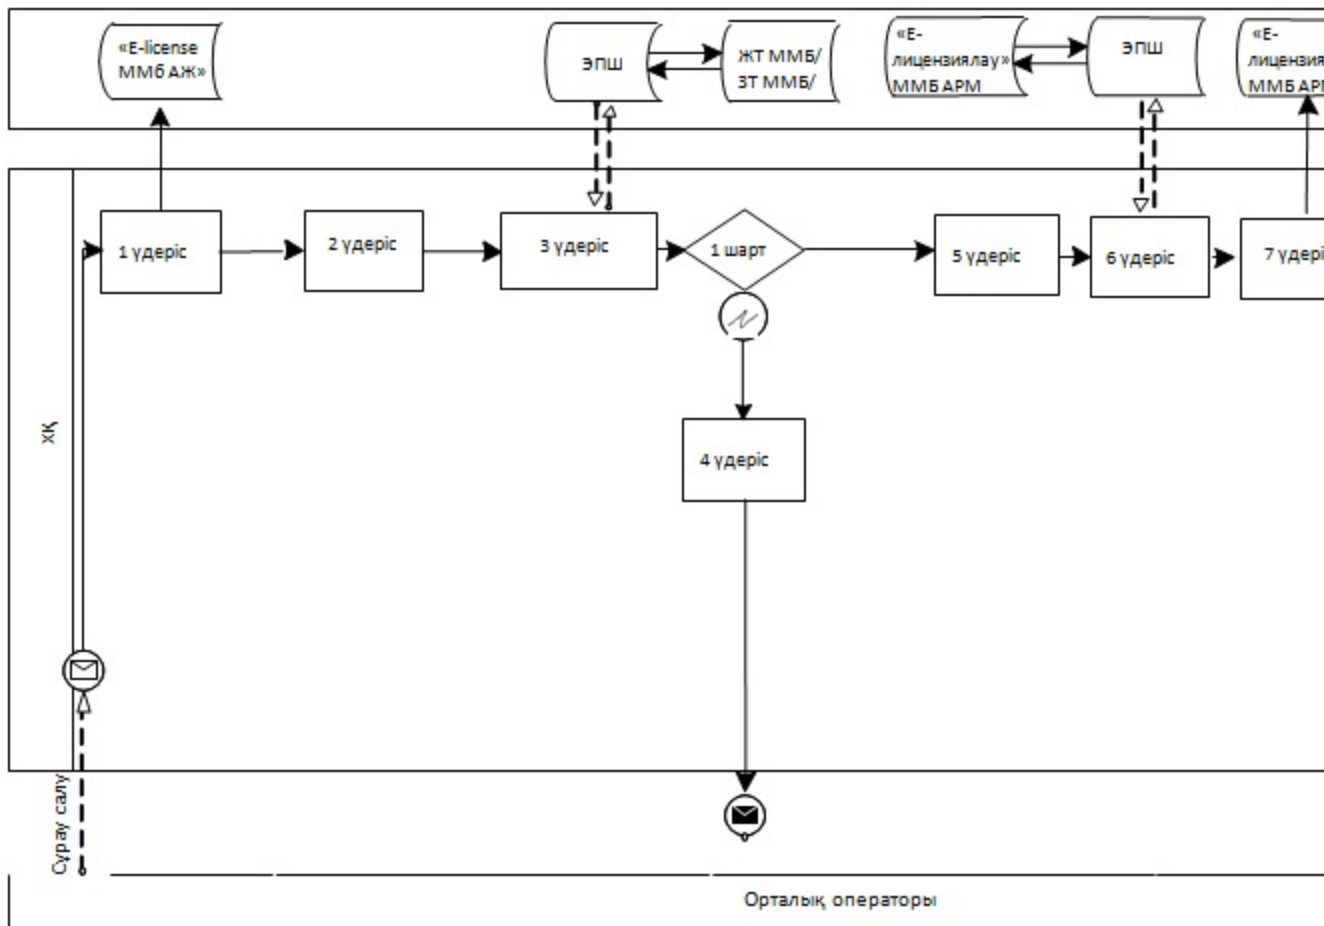 «E-license
ММб АЖ»
ЭПШ
ЖТ ММБ/
ЗТ ММБ/
«Е-
лицензиялау»
ММБ АРМ
ЭПШ
«Е-
1 үдеріс
2 үдеріс
3 үдеріс
1 шарт
5 үдеріс
6 үдеріс
ХҚ
4 үдеріс
Сұрау салу
Орталық операторы